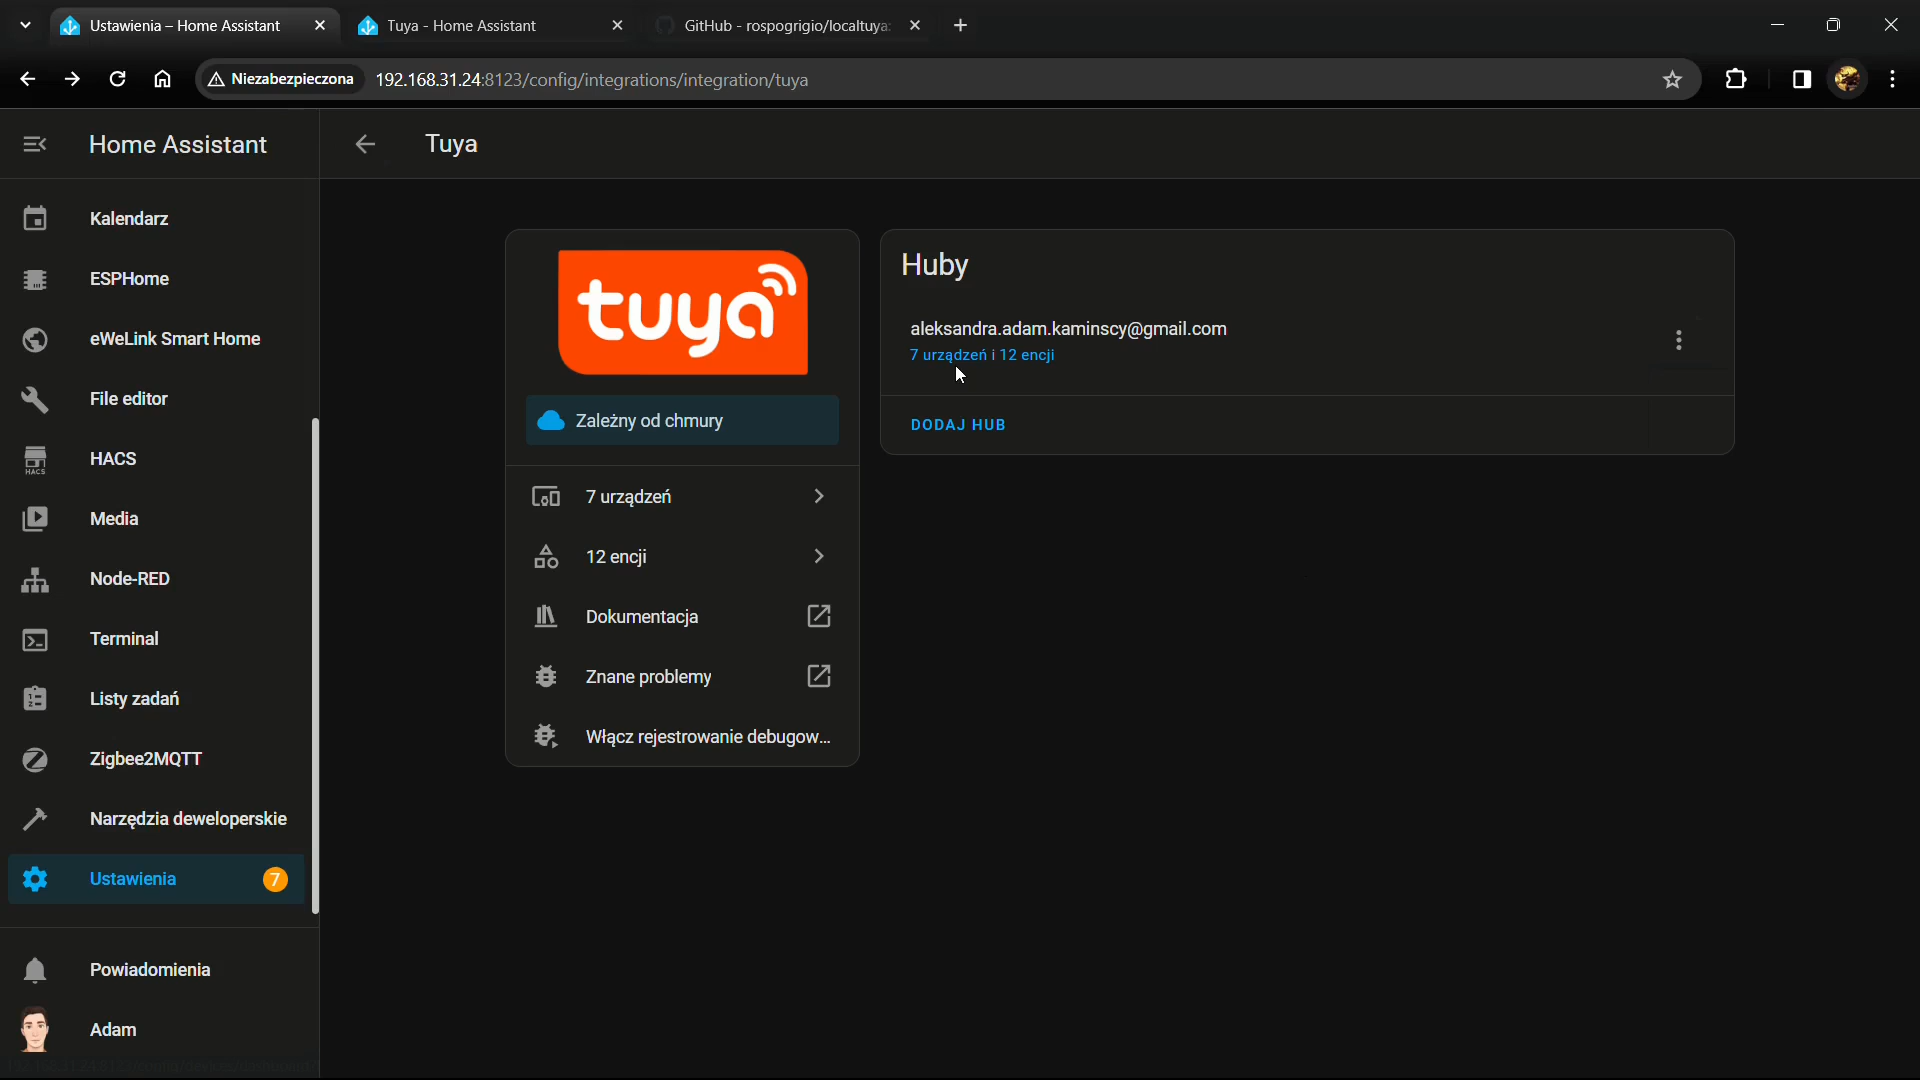 Ustawienia – Home Assistant
Tuya - Home Assistant
GitHub - rospogrigio/localtuya:
Niezabezpieczona
192.168.31.24:8123/config/integrations/integration/tuya
Home Assistant
Tuya
Kalendarz
ESPHome
eWeLink Smart Home
File editor
HACS
HACS
Media
Node-RED
Terminal
Listy zadań
Zigbee2MQTT
Narzędzia deweloperskie
Ustawienia
7
Powiadomienia
Adam
tuya
Zależny od chmury
7 urządzeń
12 encji
Dokumentacja
Znane problemy
Włącz rejestrowanie debugow...
Huby
aleksandra.adam.kaminscy@gmail.com
7 urządzeń i 12 encji
DODAJ HUB